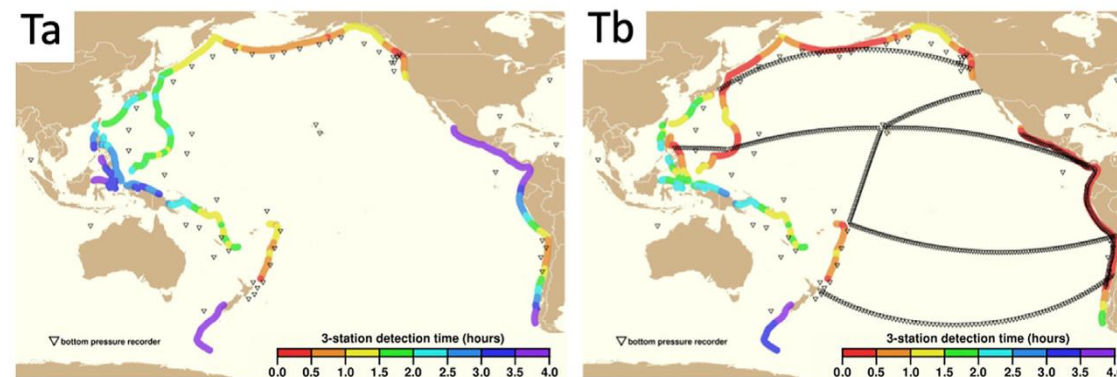 Ta
Tb
3-station detection time (hours)
bottom pressure recorder
0.0 0.5 1.0 1.5 2.0 2.5 3.0 3.5 4.0
3-station detection time (hours)
bottom pressure recorder
0.0 0.5 1.0 1.5 2.0 2.5 3.0 3.5 4.